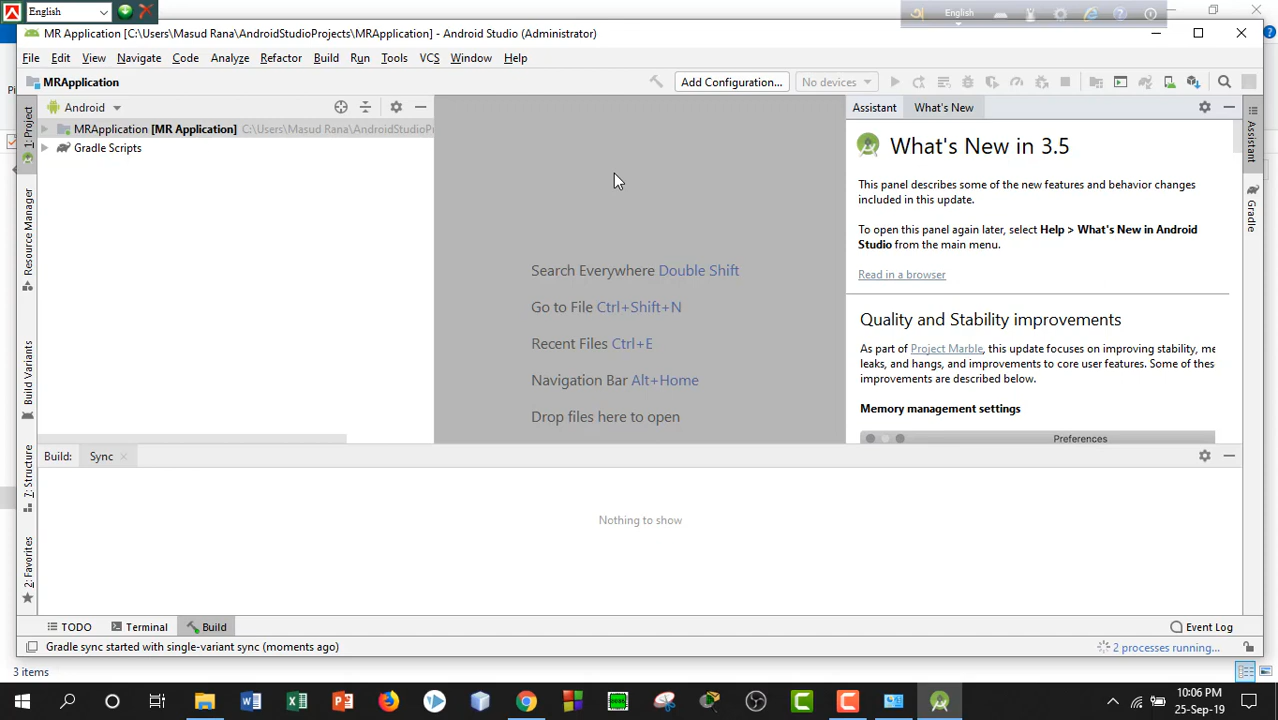 English
English
MR Application [C:\Users\Masud Rana\AndroidStudioProjects\MRApplication] - Android Studio (Administrator)
File Edit View Navigate Code Analyze Refactor Build Run Tools VCS Window Help
MRApplication
Add Configuration...
No devices
Android
Assistant
What's New
1: Project
Resource Manager
Build Variants
7: Structure
2: Favorites
MRApplication [MR Application] C:\Users\Masud Rana\AndroidStudioPr
Gradle Scripts
Search Everywhere Double Shift
Go to File Ctrl+Shift+N
Recent Files Ctrl+E
Navigation Bar Alt+Home
Drop files here to open
What's New in 3.5
This panel describes some of the new features and behavior changes
included in this update.
To open this panel again later, select Help > What's New in Android
Studio from the main menu.
Read in a browser
Quality and Stability improvements
As part of Project Marble, this update focuses on improving stability, me
leaks, and hangs, and improvements to core user features. Some of thes
improvements are described below.
Memory management settings
Preferences
Assistant
Gradle
Build: Sync
Nothing to show
TODO Terminal Build
Event Log
Gradle sync started with single-variant sync (moments ago)
2 processes running...
3 items
10:06 PM
25-Sep-19